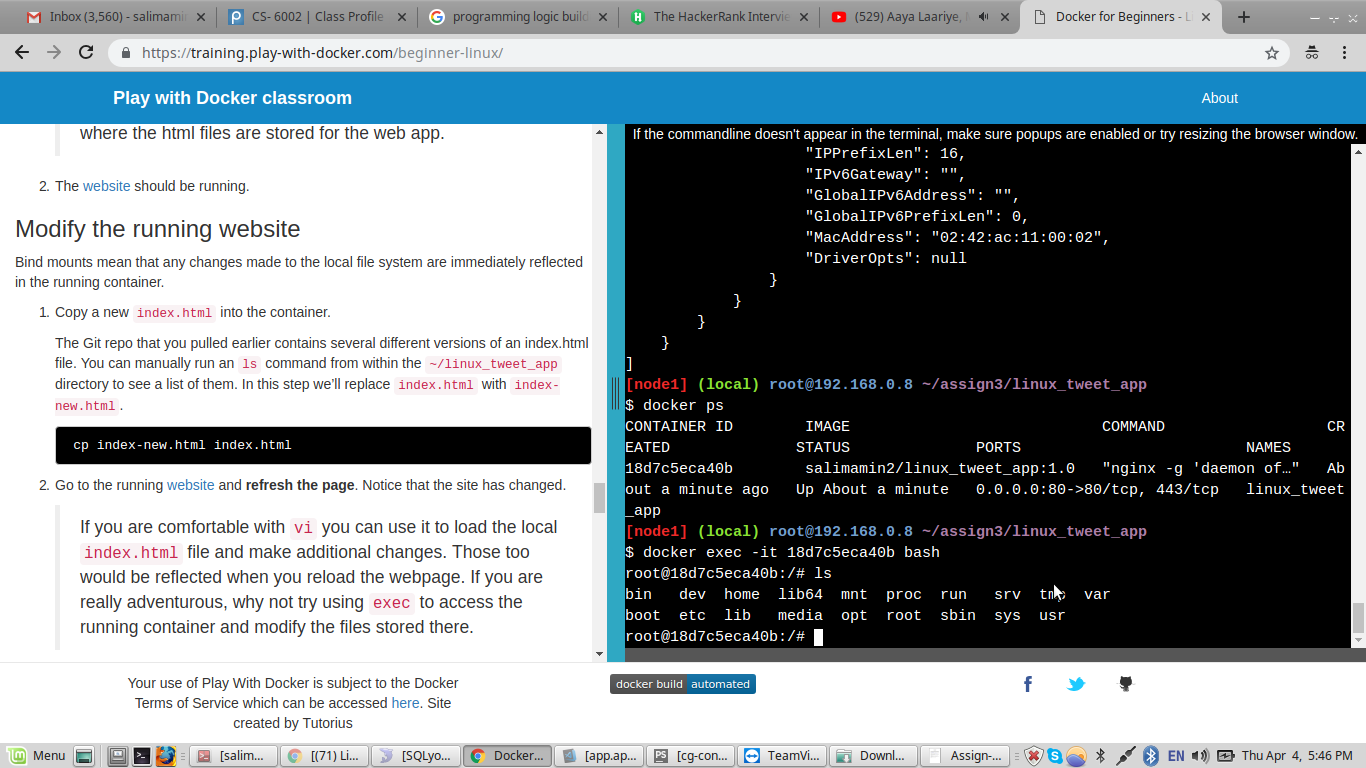 Inbox (3,560) - salimami
CS- 6002 | Class Profile
programming logic build
The HackerRank Intervie
(529) Aaya Laariye,
Docker for Beginners - Li
https://training.play-with-docker.com/beginner-linux/
Play with Docker classroom
About
where the html files are stored for the web app.
2. The website should be running.
Modify the running website
Bind mounts mean that any changes made to the local file system are immediately reflected
in the running container.
1. Copy a new index.html into the container.
The Git repo that you pulled earlier contains several different versions of an index.html
file. You can manually run an ls command from within the ~/linux_tweet_app
directory to see a list of them. In this step we'll replace index.html with index-
new.html .
cp index-new.html index.html
2. Go to the running website and refresh the page. Notice that the site has changed.
If you are comfortable with vi you can use it to load the local
index.html file and make additional changes. Those too
would be reflected when you reload the webpage. If you are
really adventurous, why not try using exec to access the
running container and modify the files stored there.
If the commandline doesn't appear in the terminal, make sure popups are enabled or try resizing the browser window.
"IPPrefixLen": 16,
"IPv6Gateway": "",
"GlobalIPv6Address": "",
"GlobalIPv6PrefixLen": 0,
"MacAddress": "02:42:ac:11:00:02",
"DriverOpts": null
}
}
}
}
]
[node1] (local) root@192.168.0.8 ~/assign3/linux_tweet_app
$ docker ps
CONTAINER ID        IMAGE                            COMMAND                  CR
EATED              STATUS              PORTS                         NAMES
18d7c5eca40b        salimamin2/linux_tweet_app:1.0   "nginx -g 'daemon of…"   Ab
out a minute ago   Up About a minute   0.0.0.0:80->80/tcp, 443/tcp   linux_tweet
_app
[node1] (local) root@192.168.0.8 ~/assign3/linux_tweet_app
$ docker exec -it 18d7c5eca40b bash
root@18d7c5eca40b:/# ls
bin   dev  home  lib64  mnt  proc  run   srv  tmp  var
boot  etc  lib   media  opt  root  sbin  sys  usr
root@18d7c5eca40b:/#
Your use of Play With Docker is subject to the Docker
Terms of Service which can be accessed here. Site
created by Tutorius
docker build automated
Menu
[salim...
[(71) Li...
[SQLyo...
Docker...
[app.ap...
[cg-con...
TeamVi...
Downl...
Assign-...
EN
Thu Apr 4, 5:46 PM